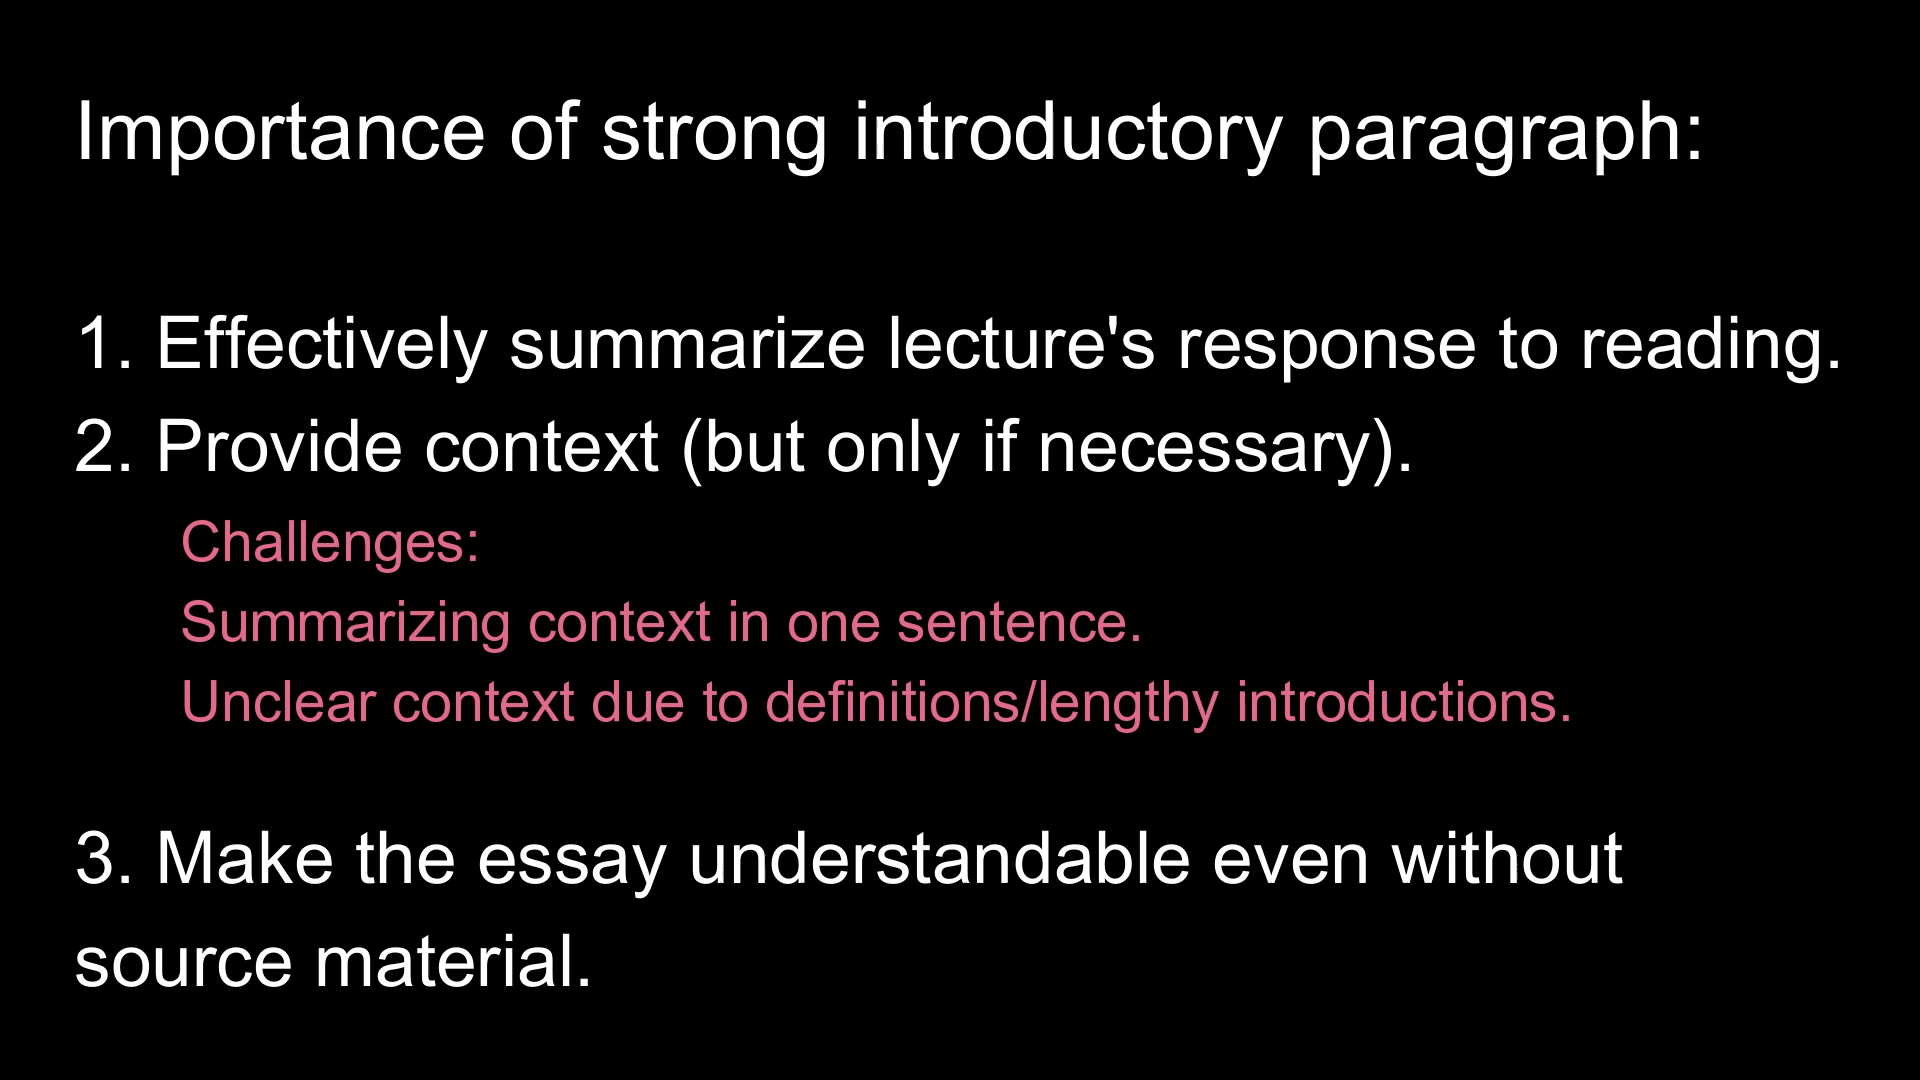 Importance of strong introductory paragraph:
1. Effectively summarize lecture's response to reading.
2. Provide context (but only if necessary).
Challenges:
Summarizing context in one sentence.
Unclear context due to definitions/lengthy introductions.
3. Make the essay understandable even without
source material.